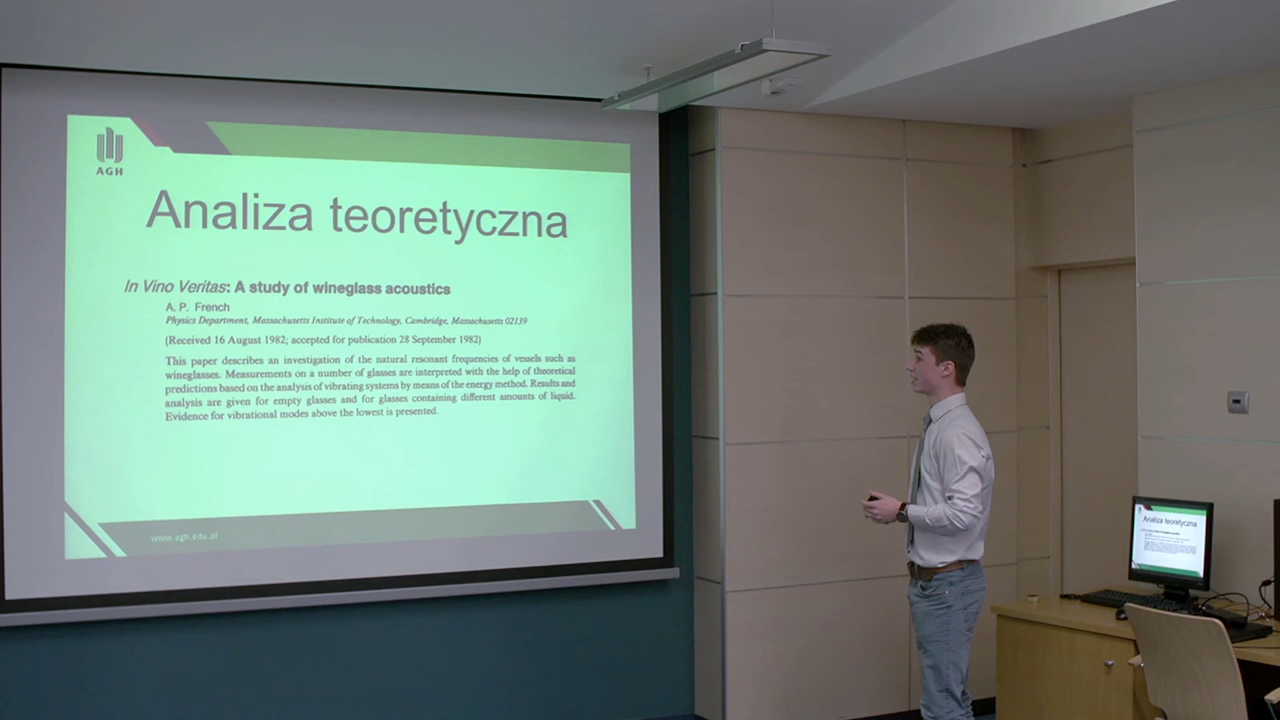 AGH
Analiza teoretyczna
In Vino Veritas: A study of wineglass acoustics
A. P. French
Physics Department, Massachusetts Institute of Technology, Cambridge, Massachusetts 02139
(Received 16 August 1982; accepted for publication 28 September 1982)
This paper describes an investigation of the natural resonant frequencies of vessels such as
wineglasses. Measurements on a number of glasses are interpreted with the help of theoretical
predictions based on the analysis of vibrating systems by means of the energy method. Results and
analysis are given for empty glasses and for glasses containing different amounts of liquid.
Evidence for vibrational modes above the lowest is presented.
www.agh.edu.pl
Analiza teoretyczna